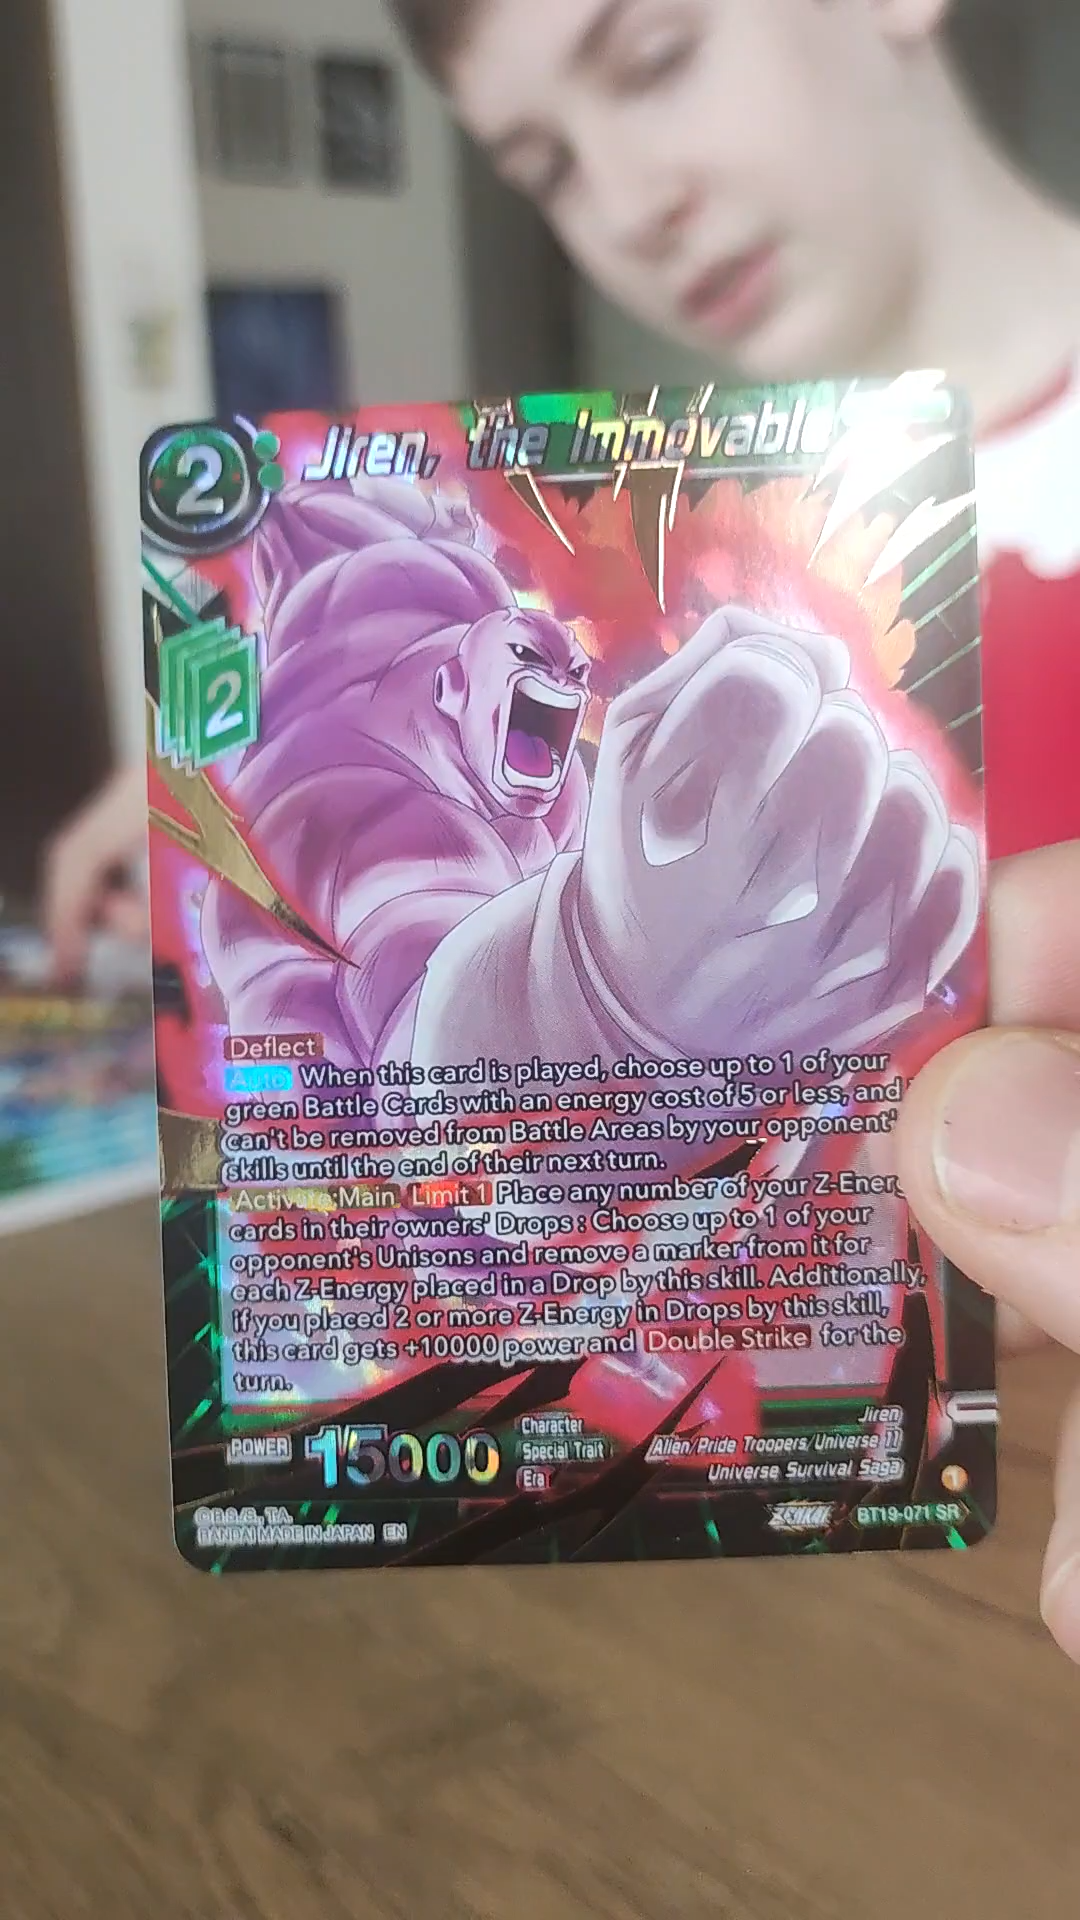 2
Jiren, the Immovable
2
Deflect
Auto When this card is played, choose up to 1 of your
green Battle Cards with an energy cost of 5 or less, and
can't be removed from Battle Areas by your opponent'
skills until the end of their next turn.
Activate:Main Limit 1 Place any number of your Z-Ener
cards in their owners' Drops : Choose up to 1 of your
opponent's Unisons and remove a marker from it for
each Z-Energy placed in a Drop by this skill. Additionally,
if you placed 2 or more Z-Energy in Drops by this skill,
this card gets +10000 power and Double Strike for the
turn.
POWER 15000
Character Jiren
Special Trait Alien/Pride Troopers/Universe 11
Era Universe Survival Saga
1
©B.S./S., T.A.
BANDAI MADE IN JAPAN EN
ZENKAI BT19-071 SR